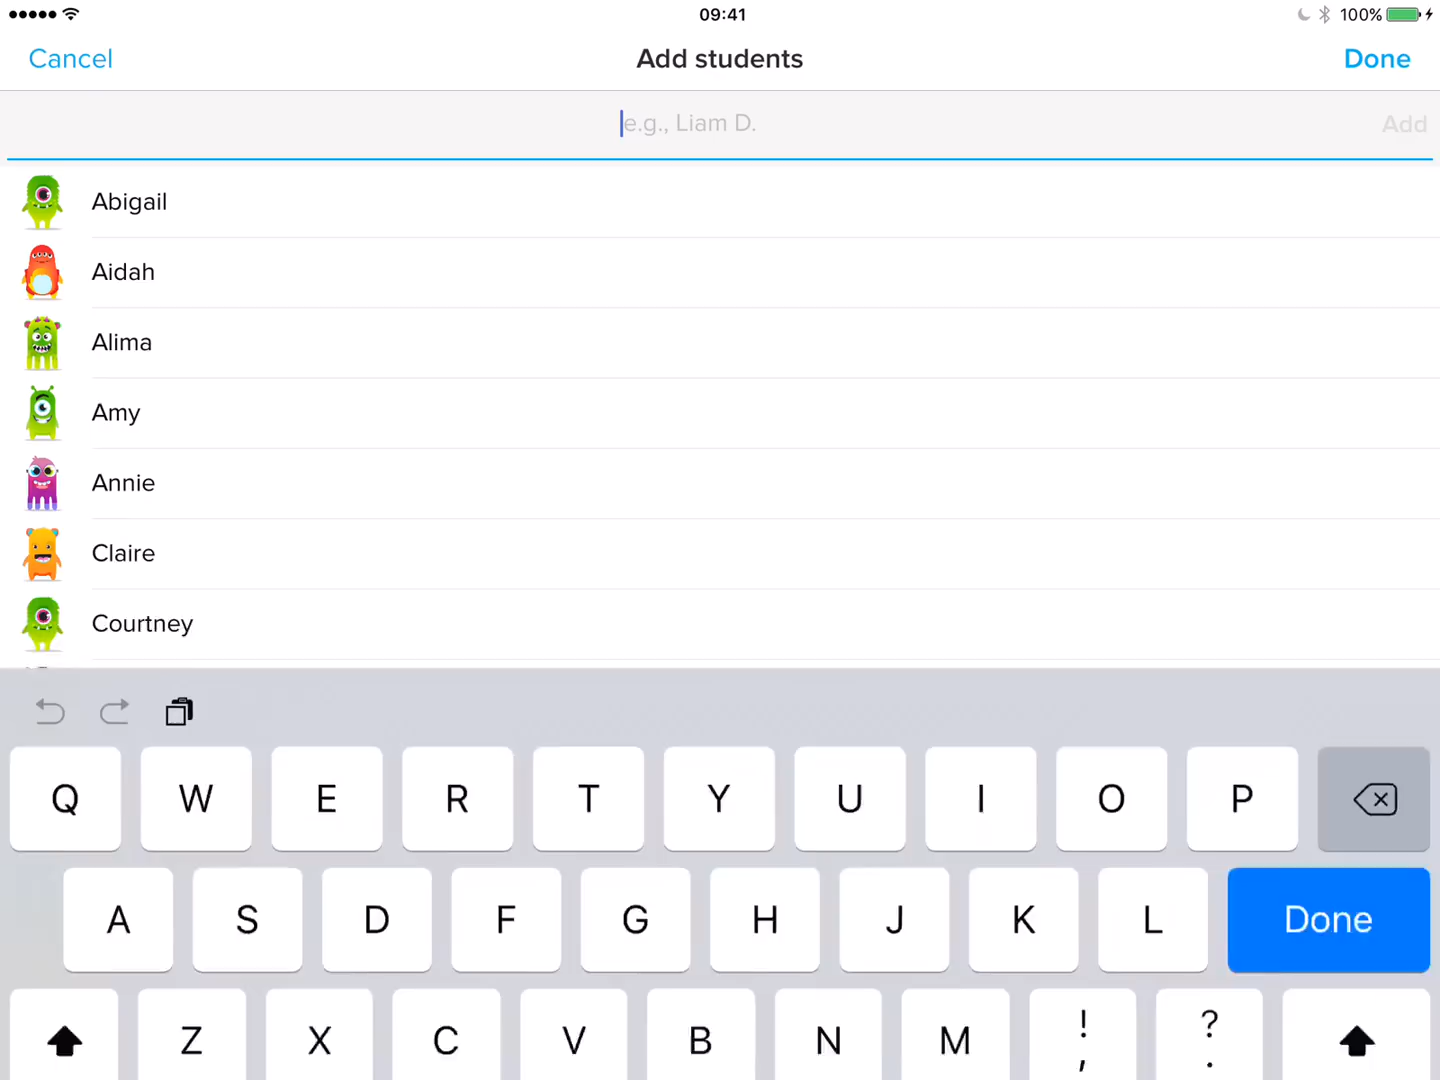 09:41
100%
Cancel
Add students
Done
e.g., Liam D.
Add
Abigail
Aidah
Alima
Amy
Annie
Claire
Courtney
Q W E R T Y U I O P
A S D F G H J K L Done
Z X C V B N M ! , ? .